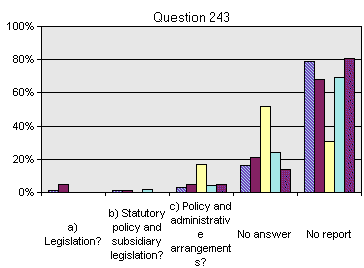 Question 243
100%
80%
60%
40%
20%
0%
a)
Legislation?
b) Statutory
policy and
subsidiary
legislation?
c) Policy and
administrativ
e
arrangement
s?
No answer
No report